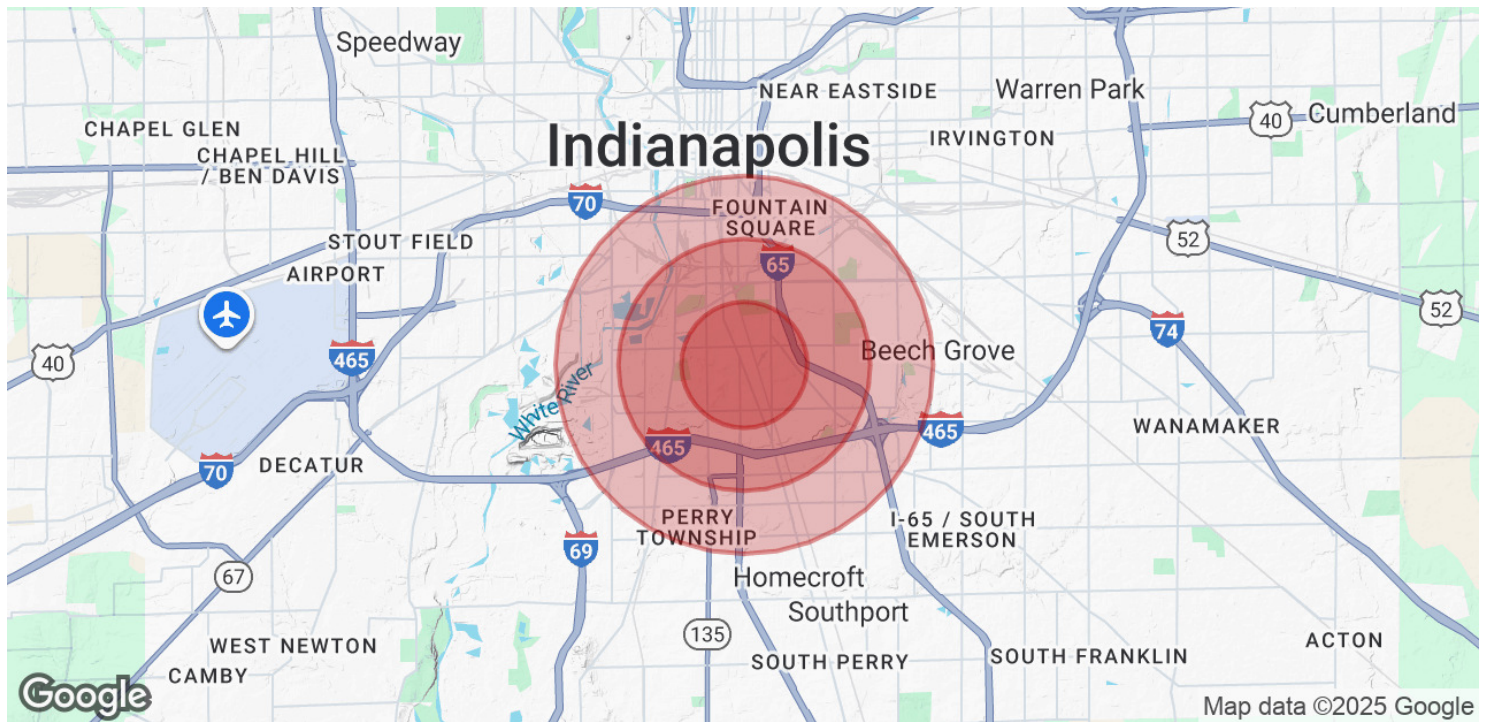 Speedway
NEAR EASTSIDE
Warren Park
40
Cumberland
CHAPEL GLEN
Indianapolis
IRVINGTON
CHAPEL HILL
/ BEN DAVIS
70
FOUNTAIN
SQUARE
STOUT FIELD
52
AIRPORT
65
52
74
40
465
Beech Grove
White River
465
465
WANAMAKER
70
DECATUR
PERRY
TOWNSHIP
I-65 / SOUTH
EMERSON
69
67
Homecroft
Southport
135
WEST NEWTON
ACTON
CAMBY
SOUTH PERRY
SOUTH FRANKLIN
Google
Map data ©2025 Google